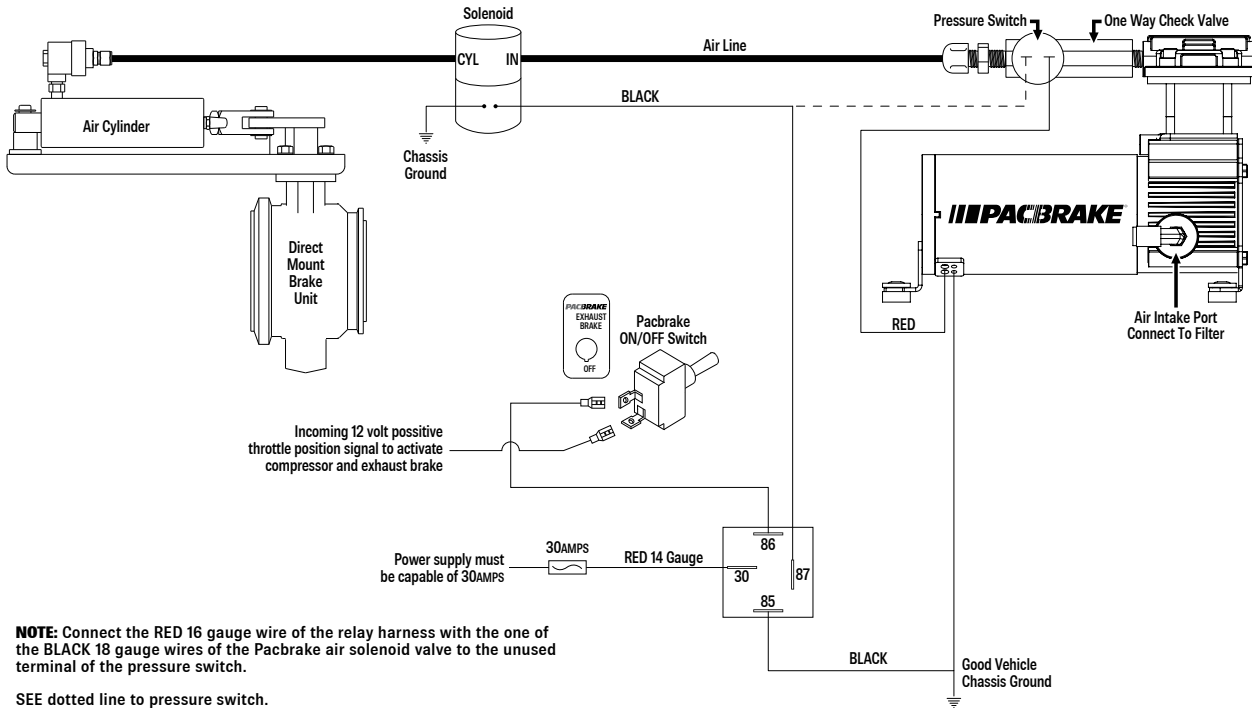 Solenoid
Pressure Switch
One Way Check Valve
CYL
IN
Air Line
BLACK
Air Cylinder
Chassis
Ground
PACBRAKE
Direct
Mount
Brake
Unit
PACBRAKE
EXHAUST
BRAKE
OFF
Pacbrake
ON/OFF Switch
RED
Air Intake Port
Connect To Filter
Incoming 12 volt possitive
throttle position signal to activate
compressor and exhaust brake
86
Power supply must
be capable of 30AMPS
30AMPS
RED 14 Gauge
30
87
85
BLACK
Good Vehicle
Chassis Ground
NOTE: Connect the RED 16 gauge wire of the relay harness with the one of
the BLACK 18 gauge wires of the Pacbrake air solenoid valve to the unused
terminal of the pressure switch.
SEE dotted line to pressure switch.